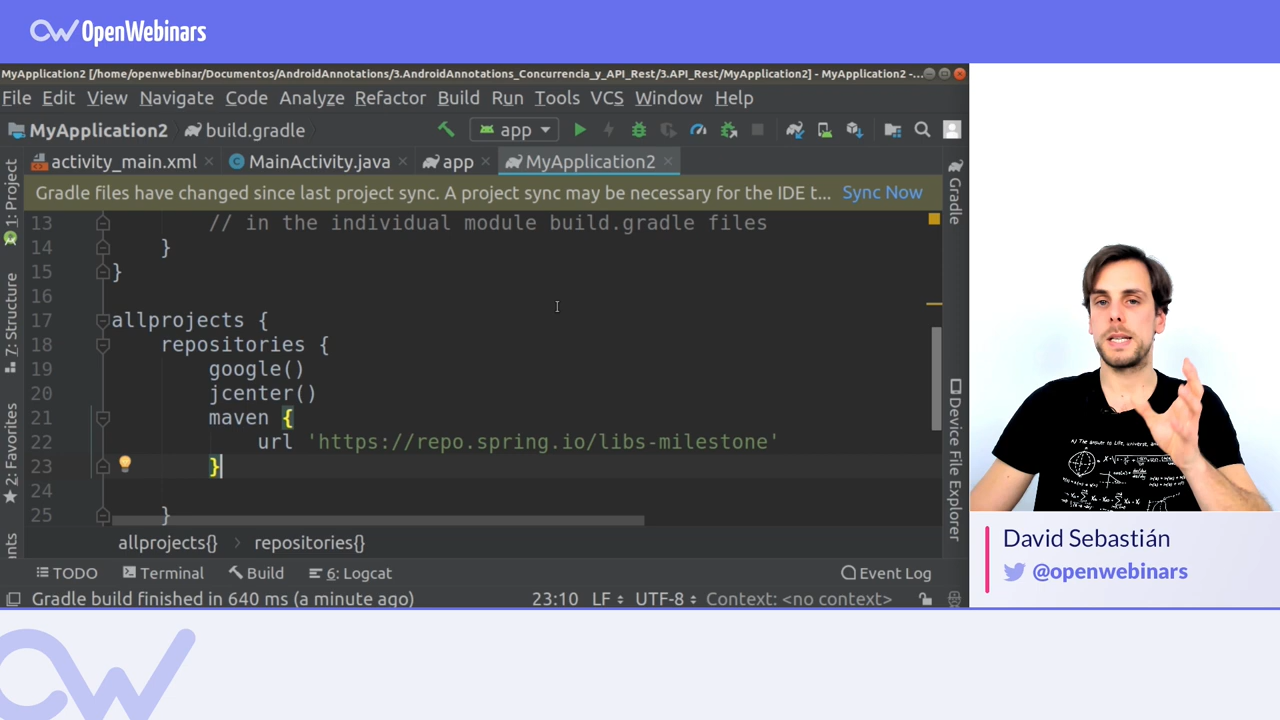 OpenWebinars
MyApplication2 [/home/openwebinar/Documentos/AndroidAnnotations/3.AndroidAnnotations_Concurrencia_y_API_Rest/3.API_Rest/MyApplication2] - MyApplication2 -...
File Edit View Navigate Code Analyze Refactor Build Run Tools VCS Window Help
MyApplication2 build.gradle app
activity_main.xml MainActivity.java app MyApplication2
Gradle files have changed since last project sync. A project sync may be necessary for the IDE t... Sync Now
1: Project
7: Structure
2: Favorites
Gradle
Device File Explorer
13 // in the individual module build.gradle files
14 }
15 }
16
17 allprojects {
18 repositories {
19 google()
20 jcenter()
21 maven {
22 url 'https://repo.spring.io/libs-milestone'
23 }
24
25 }
allprojects{} › repositories{}
TODO Terminal Build 6: Logcat Event Log
Gradle build finished in 640 ms (a minute ago) 23:10 LF UTF-8 Context: <no context>
David Sebastián
@openwebinars